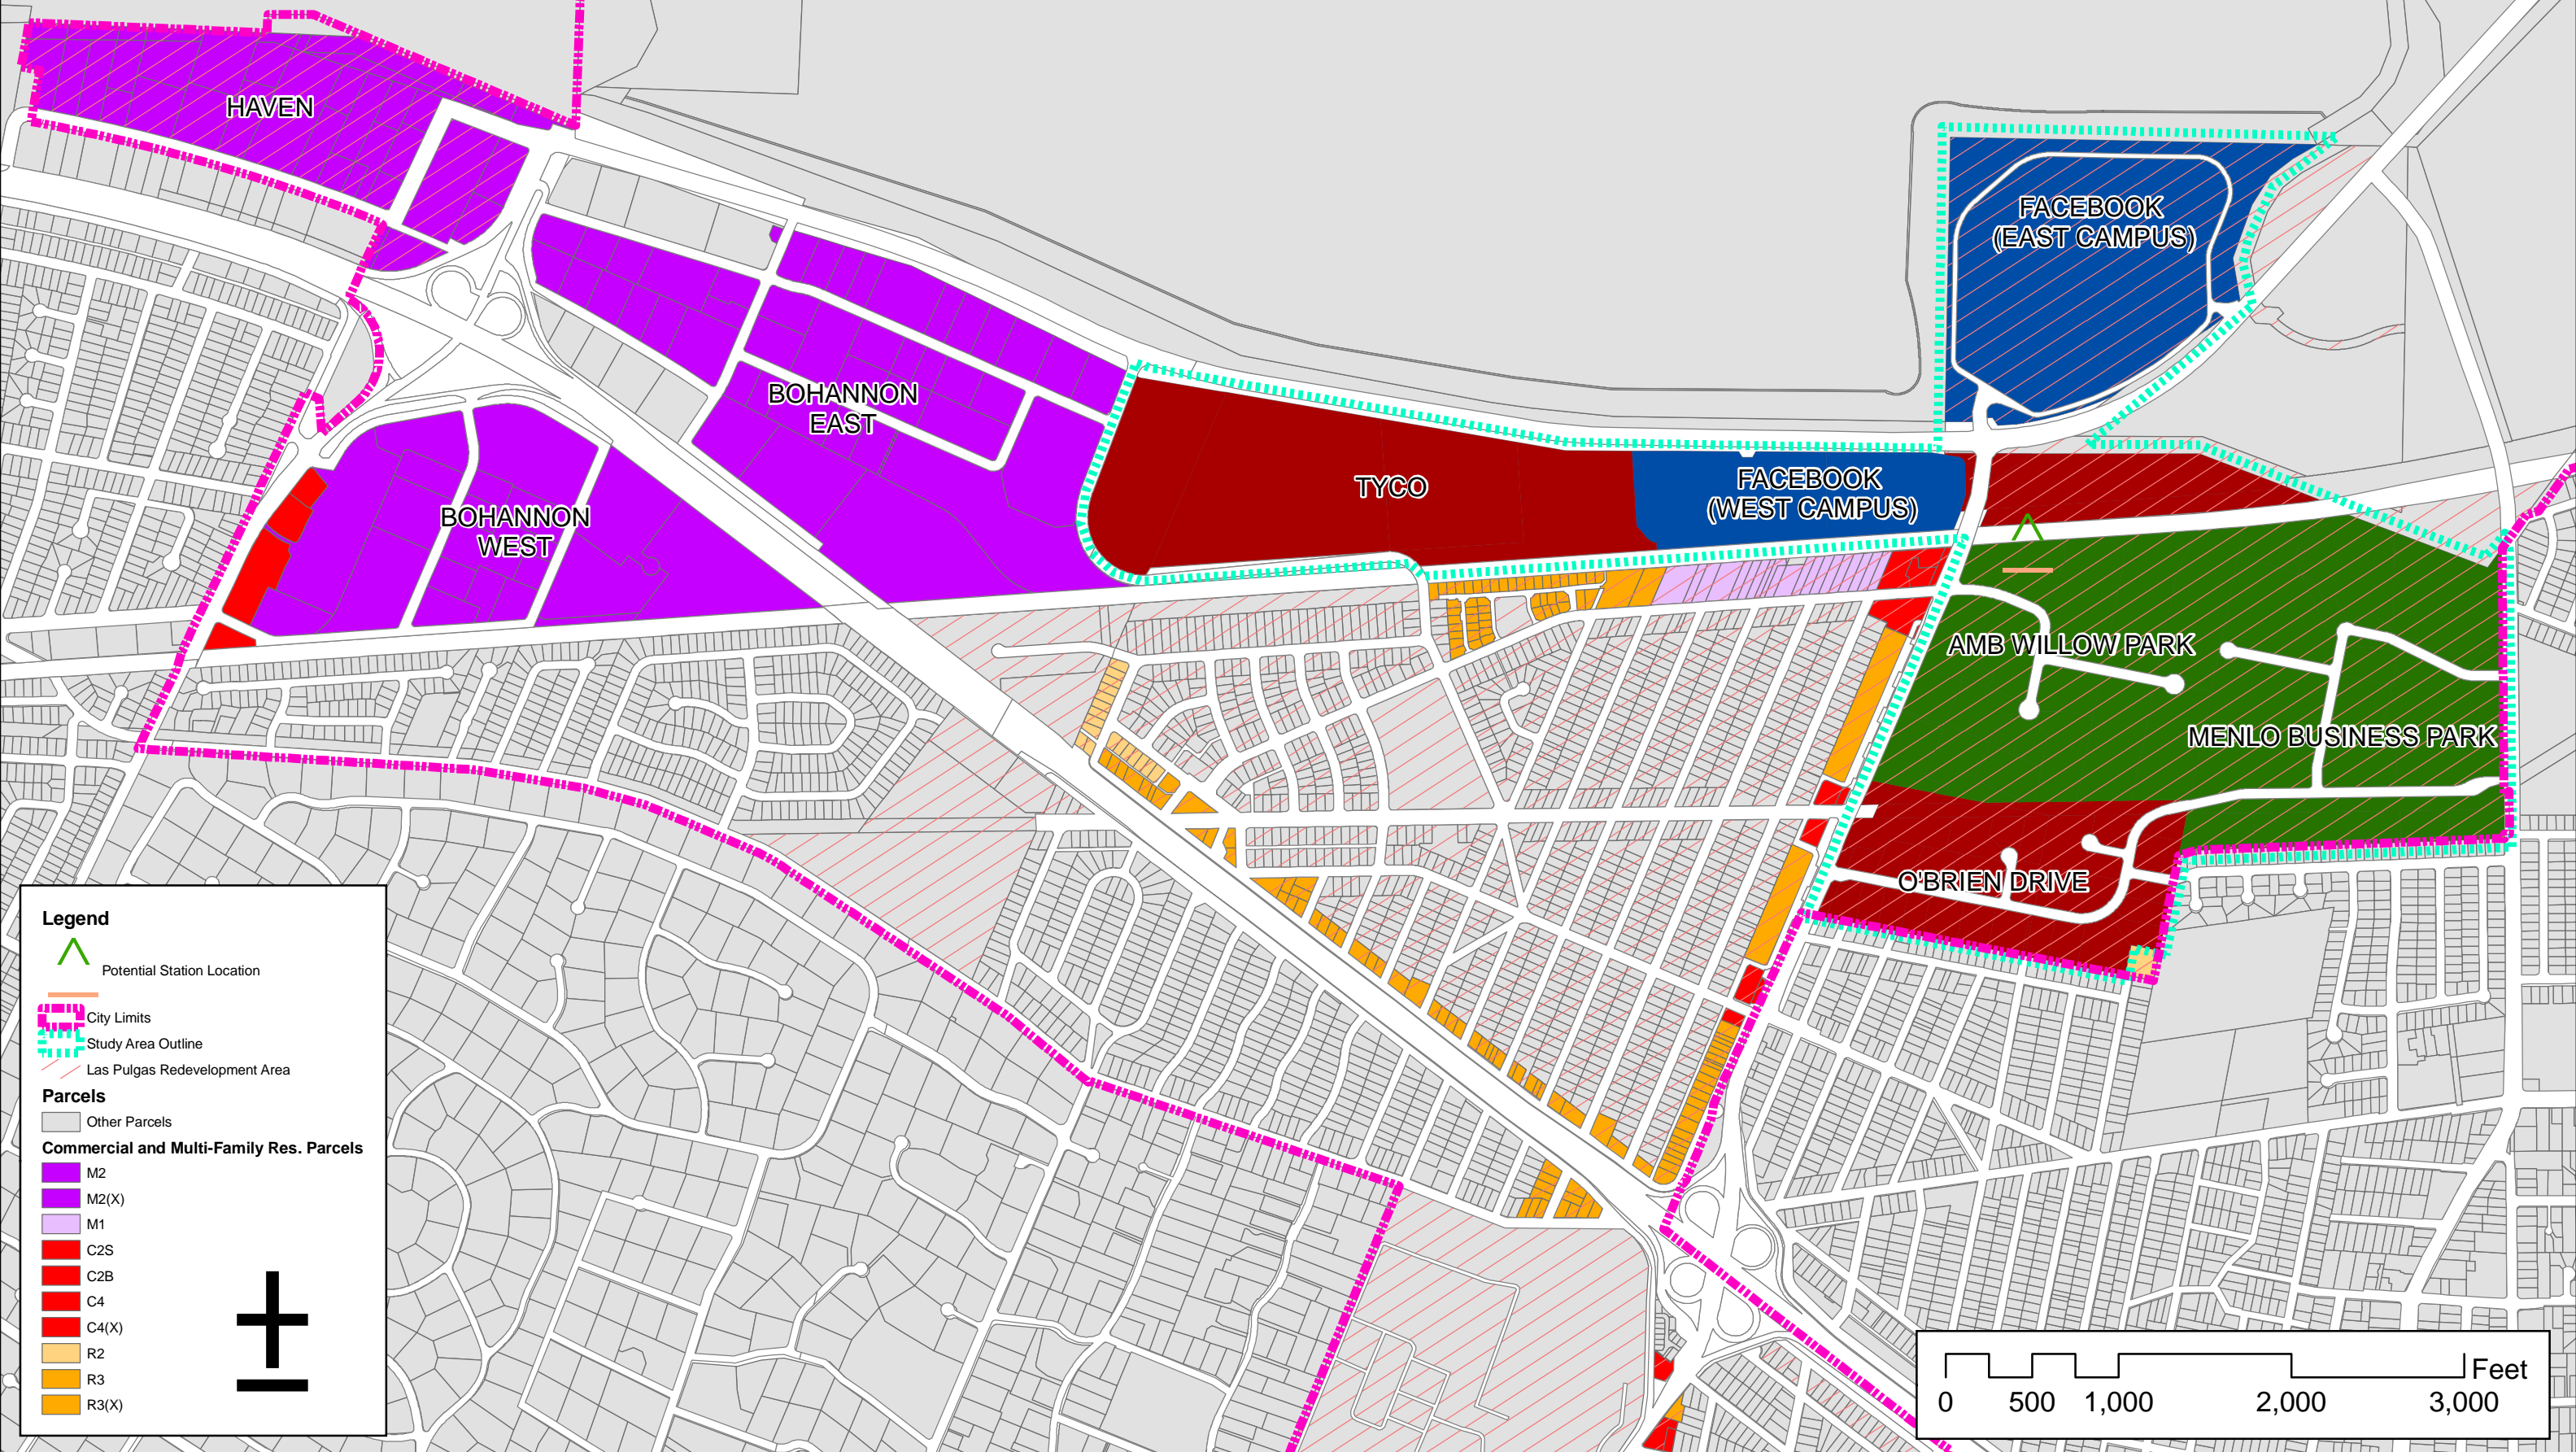 HAVEN
FACEBOOK
(EAST CAMPUS)
BOHANNON
EAST
BOHANNON
WEST
TYCO
FACEBOOK
(WEST CAMPUS)
AMB WILLOW PARK
MENLO BUSINESS PARK
O'BRIEN DRIVE
Legend
Potential Station Location
City Limits
Study Area Outline
Las Pulgas Redevelopment Area
Parcels
Other Parcels
Commercial and Multi-Family Res. Parcels
M2
M2(X)
M1
C2S
C2B
C4
C4(X)
R2
R3
R3(X)
±
Feet
0 500 1,000 2,000 3,000